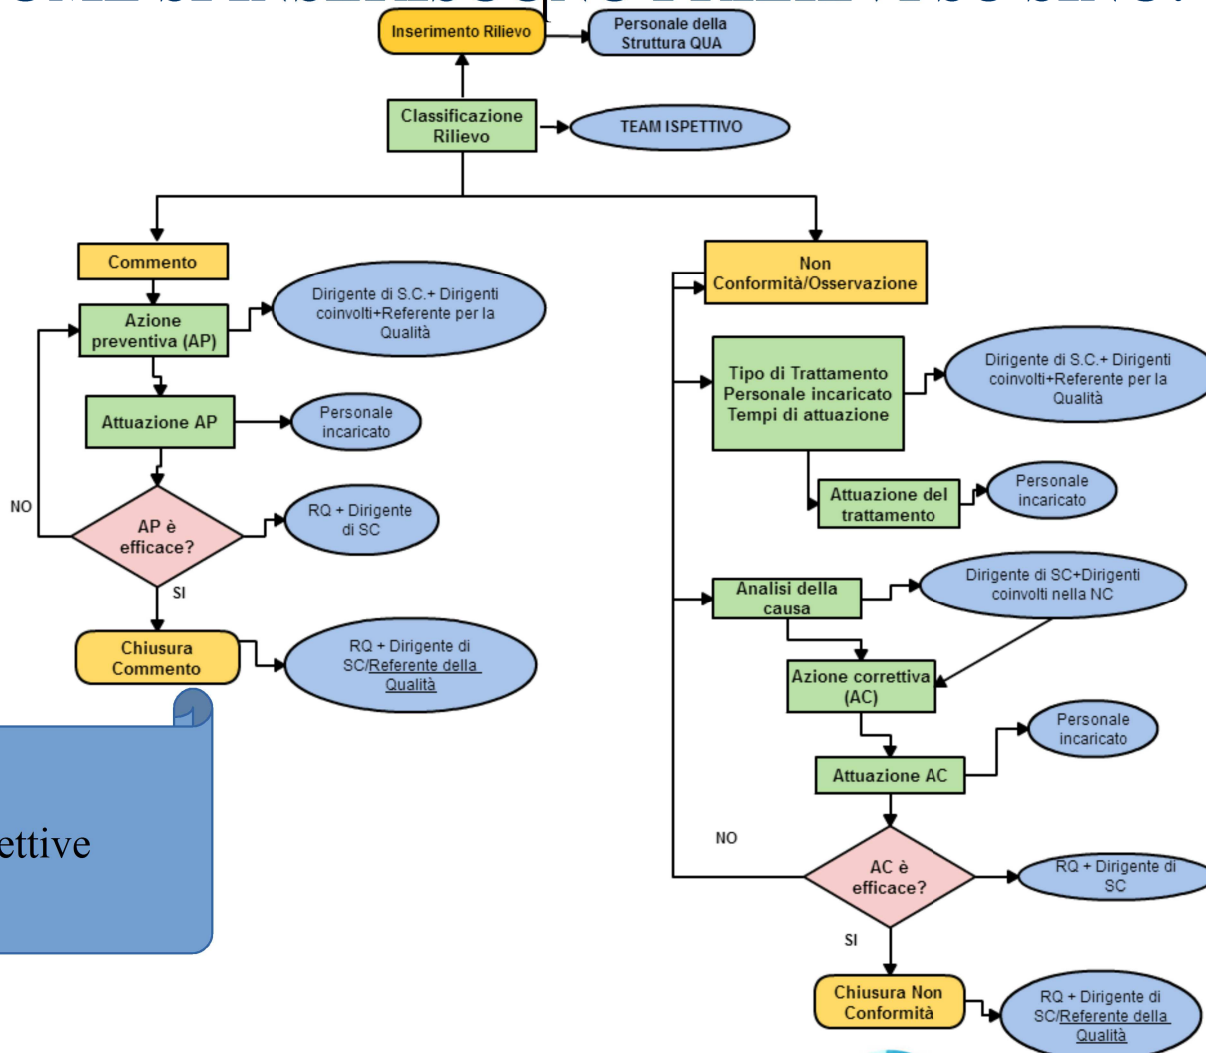 Inserimento Rilievo
Personale della
Struttura QUA
Classificazione
Rilievo
TEAM ISPETTIVO
Commento
Azione
preventiva (AP)
Dirigente di S.C.+ Dirigenti
coinvolti+Referente per la
Qualità
Attuazione AP
Personale
incaricato
NO
AP è
efficace?
RQ + Dirigente
di SC
SI
Chiusura
Commento
RQ + Dirigente di
SC/Referente della
Qualità
ettive
Non
Conformità/Osservazione
Tipo di Trattamento
Personale incaricato
Tempi di attuazione
Dirigente di S.C.+ Dirigenti
coinvolti+Referente per la
Qualità
Attuazione del
trattamento
Personale
incaricato
Analisi della
causa
Dirigente di SC+Dirigenti
coinvolti nella NC
Azione correttiva
(AC)
Attuazione AC
Personale
incaricato
NO
AC è
efficace?
RQ + Dirigente di
SC
SI
Chiusura Non
Conformità
RQ + Dirigente di
SC/Referente della
Qualità